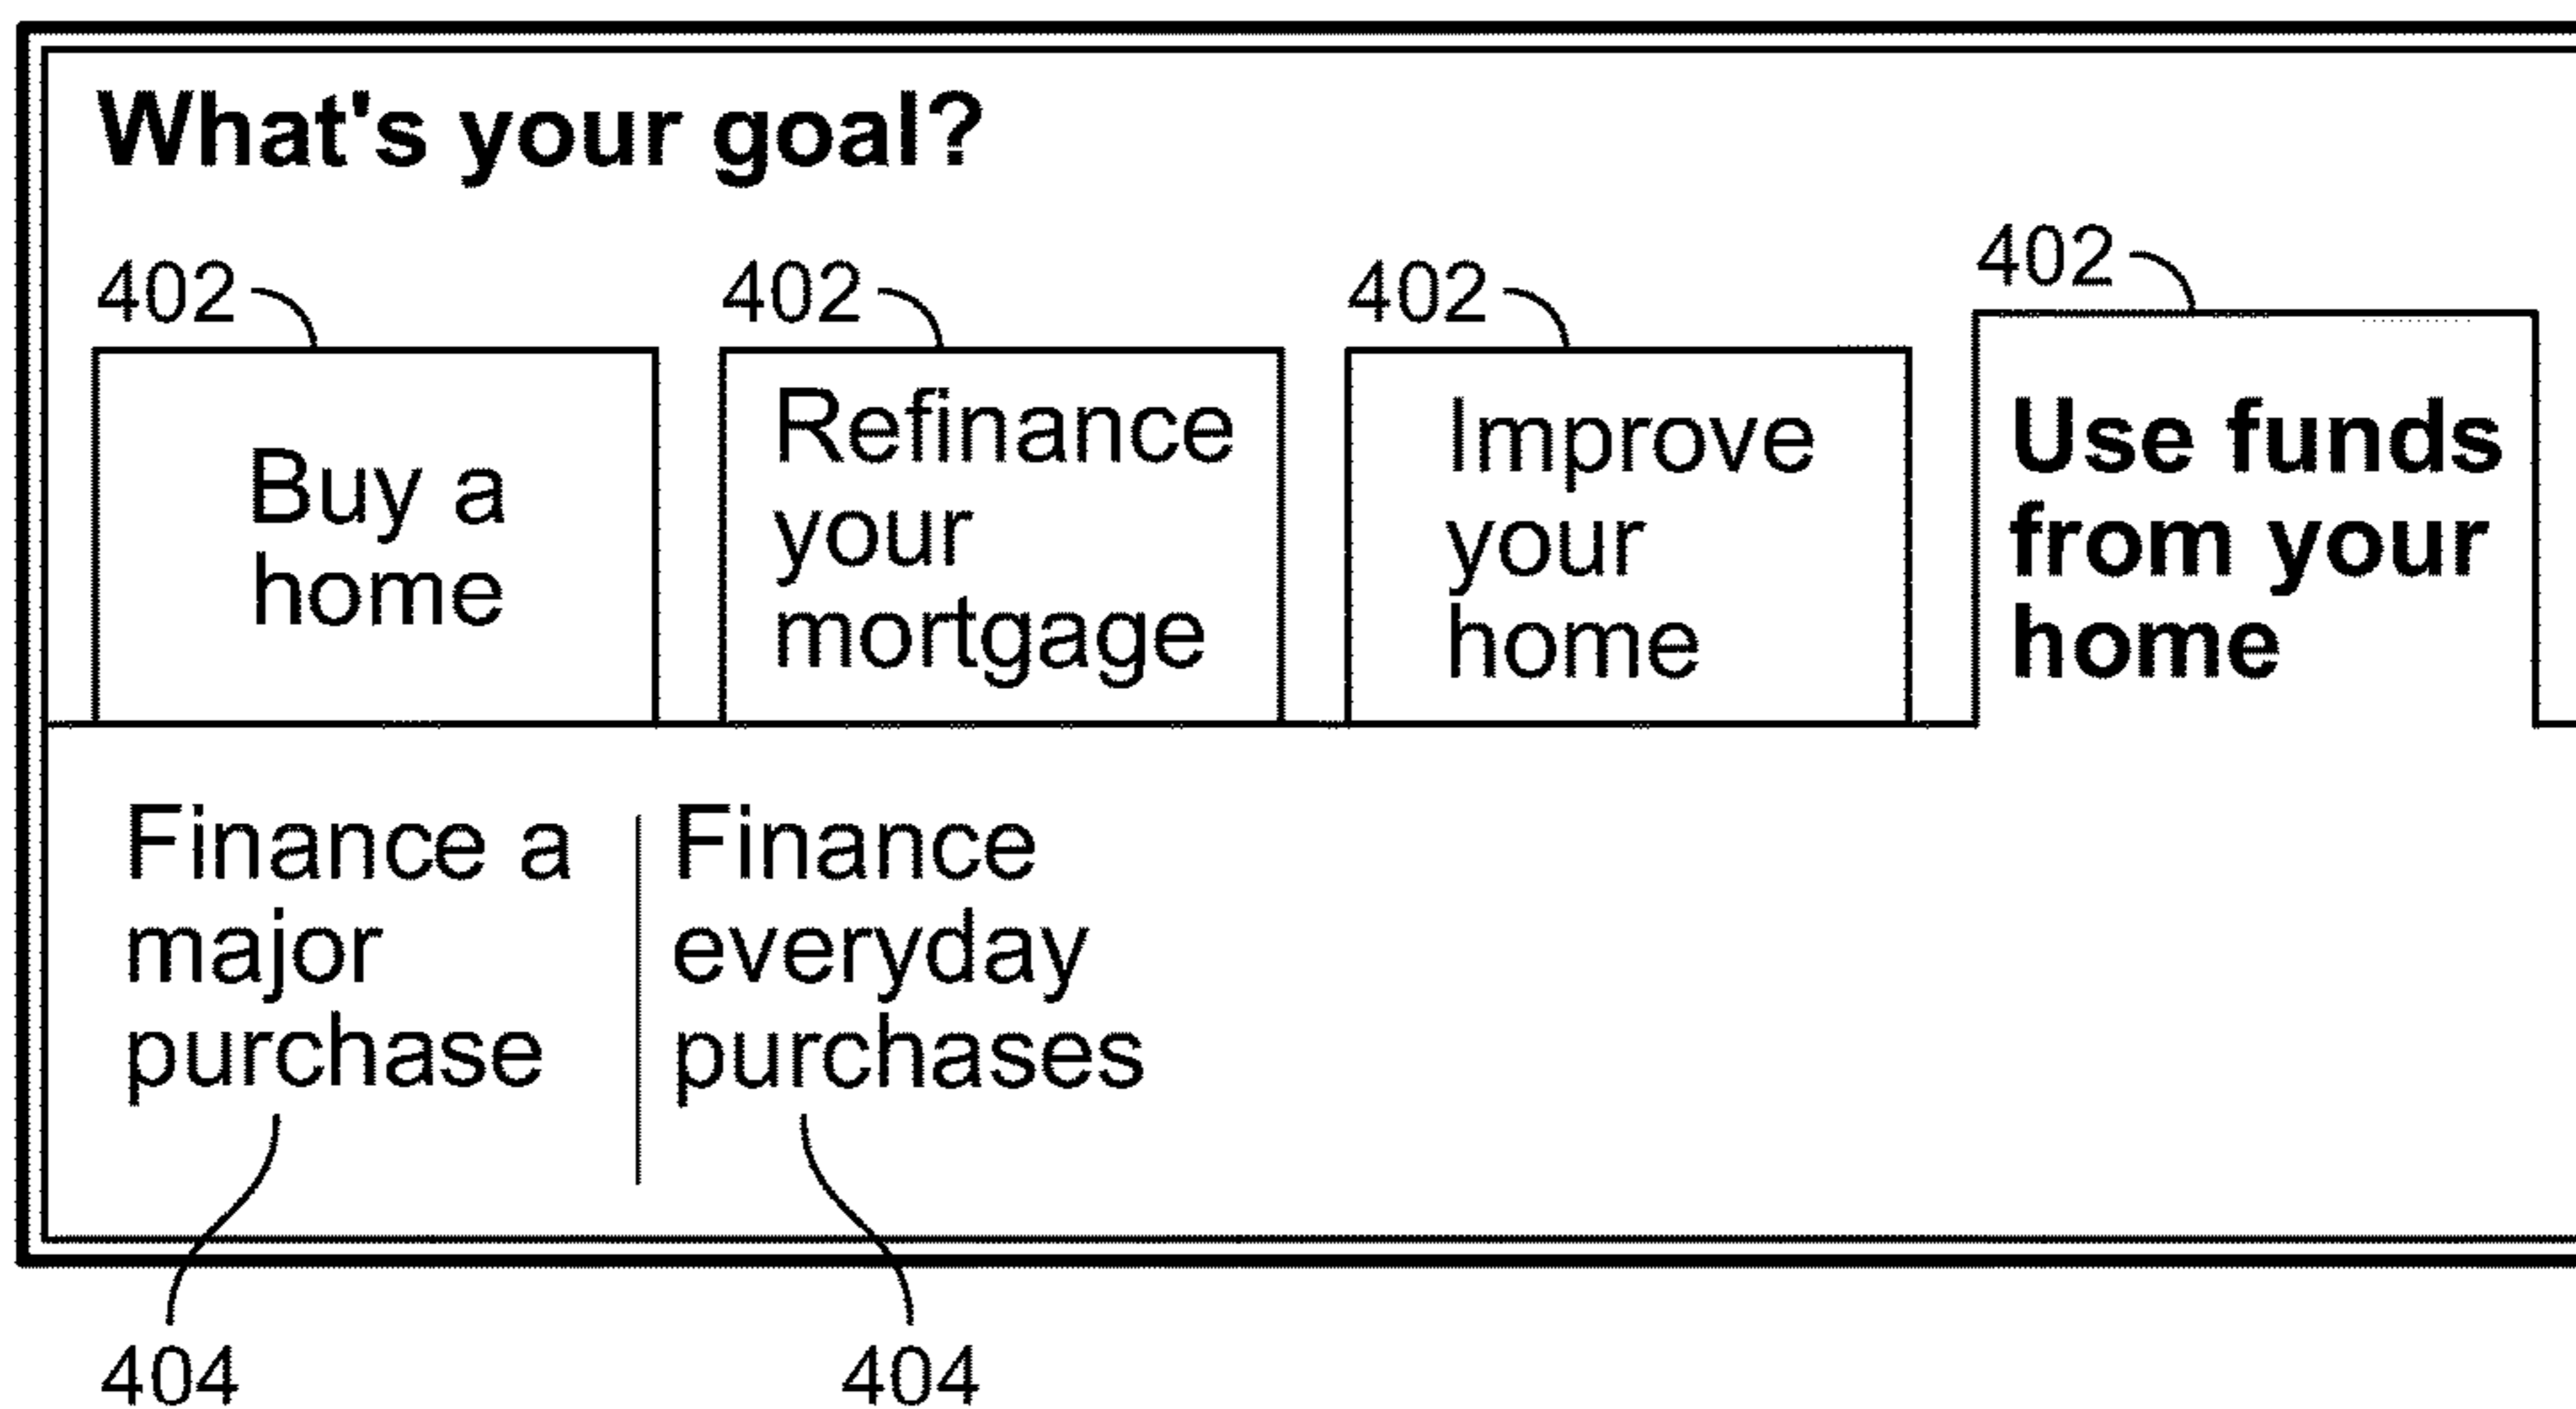 What's your goal?
402
402
402
402
Buy a
home
Refinance
your
mortgage
Improve
your
home
Use funds
from your
home
Finance a
major
purchase
Finance
everyday
purchases
404
404